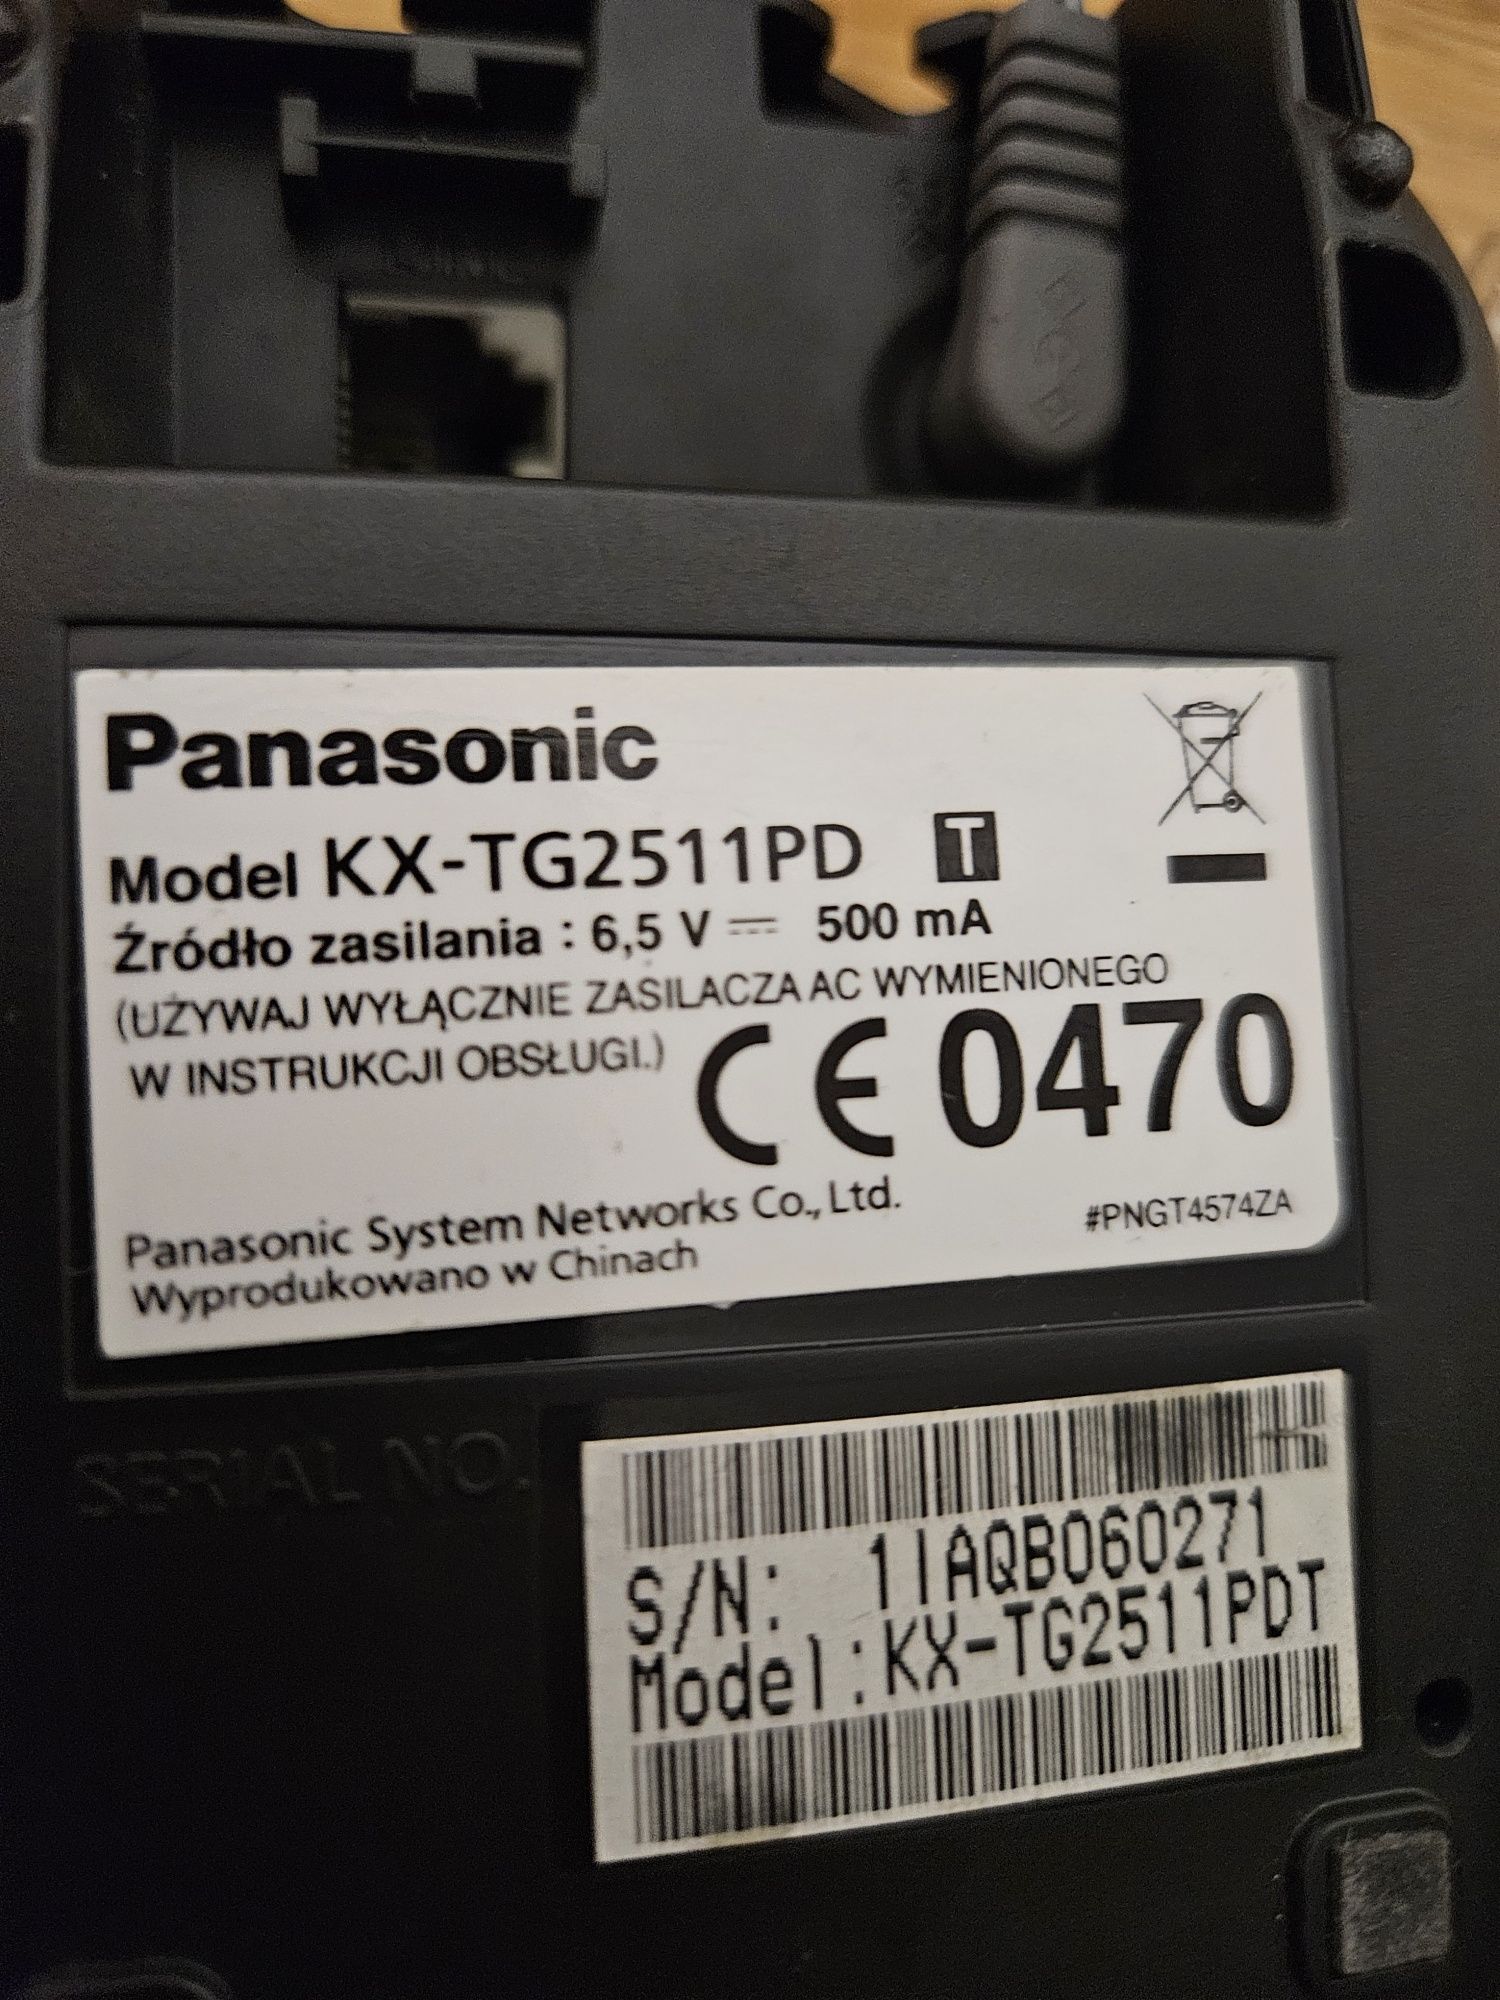 Panasonic
Model KX-TG2511PD T
Źródło zasilania : 6,5 V ⎓ 500 mA
(UŻYWAJ WYŁĄCZNIE ZASILACZA AC WYMIENIONEGO
W INSTRUKCJI OBSŁUGI.)
CE 0470
Panasonic System Networks Co., Ltd.
Wyprodukowano w Chinach
#PNGT4574ZA
SERIAL NO.
S/N: 1IAQB060271
Model:KX-TG2511PDT